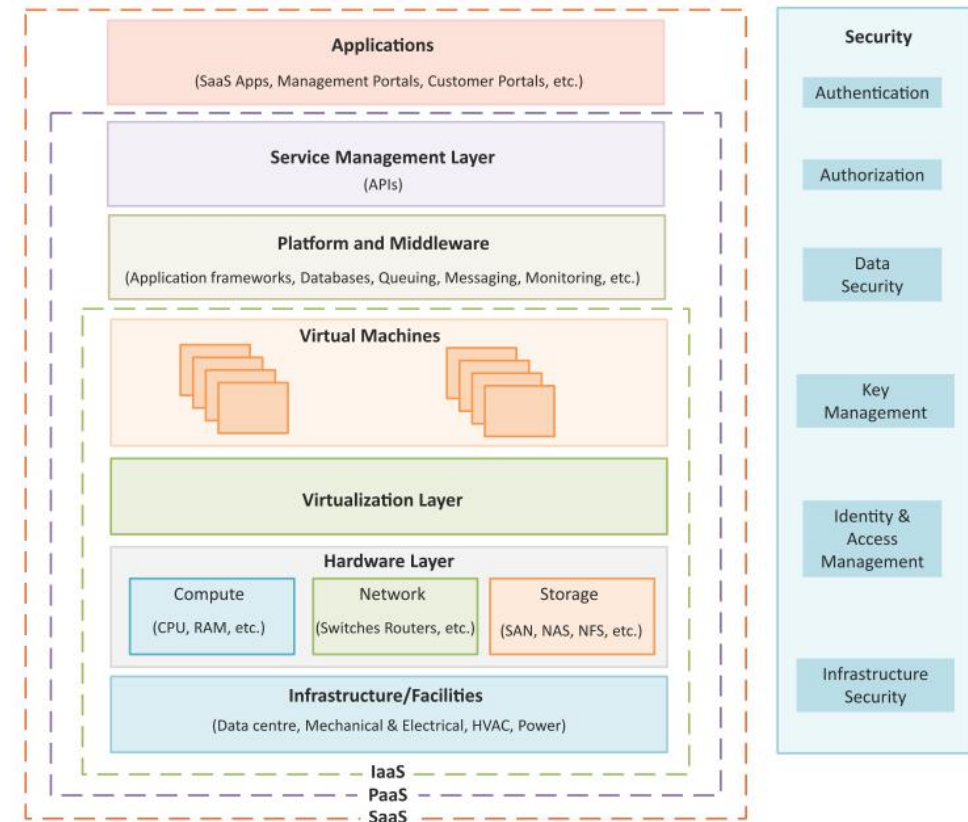 Applications
(SaaS Apps, Management Portals, Customer Portals, etc.)
Service Management Layer
(APIs)
Platform and Middleware
(Application frameworks, Databases, Queuing, Messaging, Monitoring, etc.)
Virtual Machines
Virtualization Layer
Hardware Layer
Compute
(CPU, RAM, etc.)
Network
(Switches Routers, etc.)
Storage
(SAN, NAS, NFS, etc.)
Infrastructure/Facilities
(Data centre, Mechanical & Electrical, HVAC, Power)
IaaS
PaaS
SaaS
Security
Authentication
Authorization
Data
Security
Key
Management
Identity &
Access
Management
Infrastructure
Security